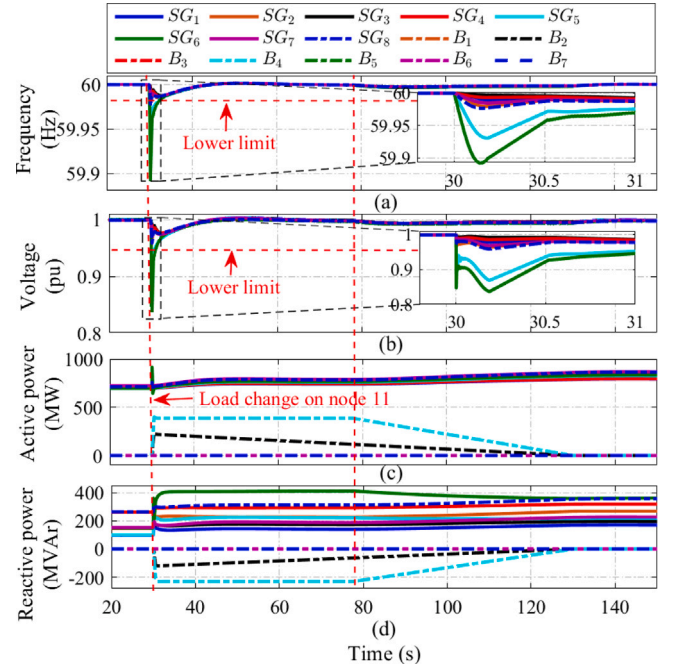 SG1 SG2 SG3 SG4 SG5
SG6 SG7 SG8 B1 B2
B3 B4 B5 B6 B7
Frequency
(Hz)
60
59.95
59.9
Lower limit
60
59.95
59.9
30 30.5 31
(a)
Voltage
(pu)
1
0.9
0.8
Lower limit
1
0.9
0.8
30 30.5 31
(b)
Active power
(MW)
1000
500
0
Load change on node 11
(c)
Reactive power
(MVAr)
400
200
0
-200
20 40 60 80 100 120 140
(d)
Time (s)